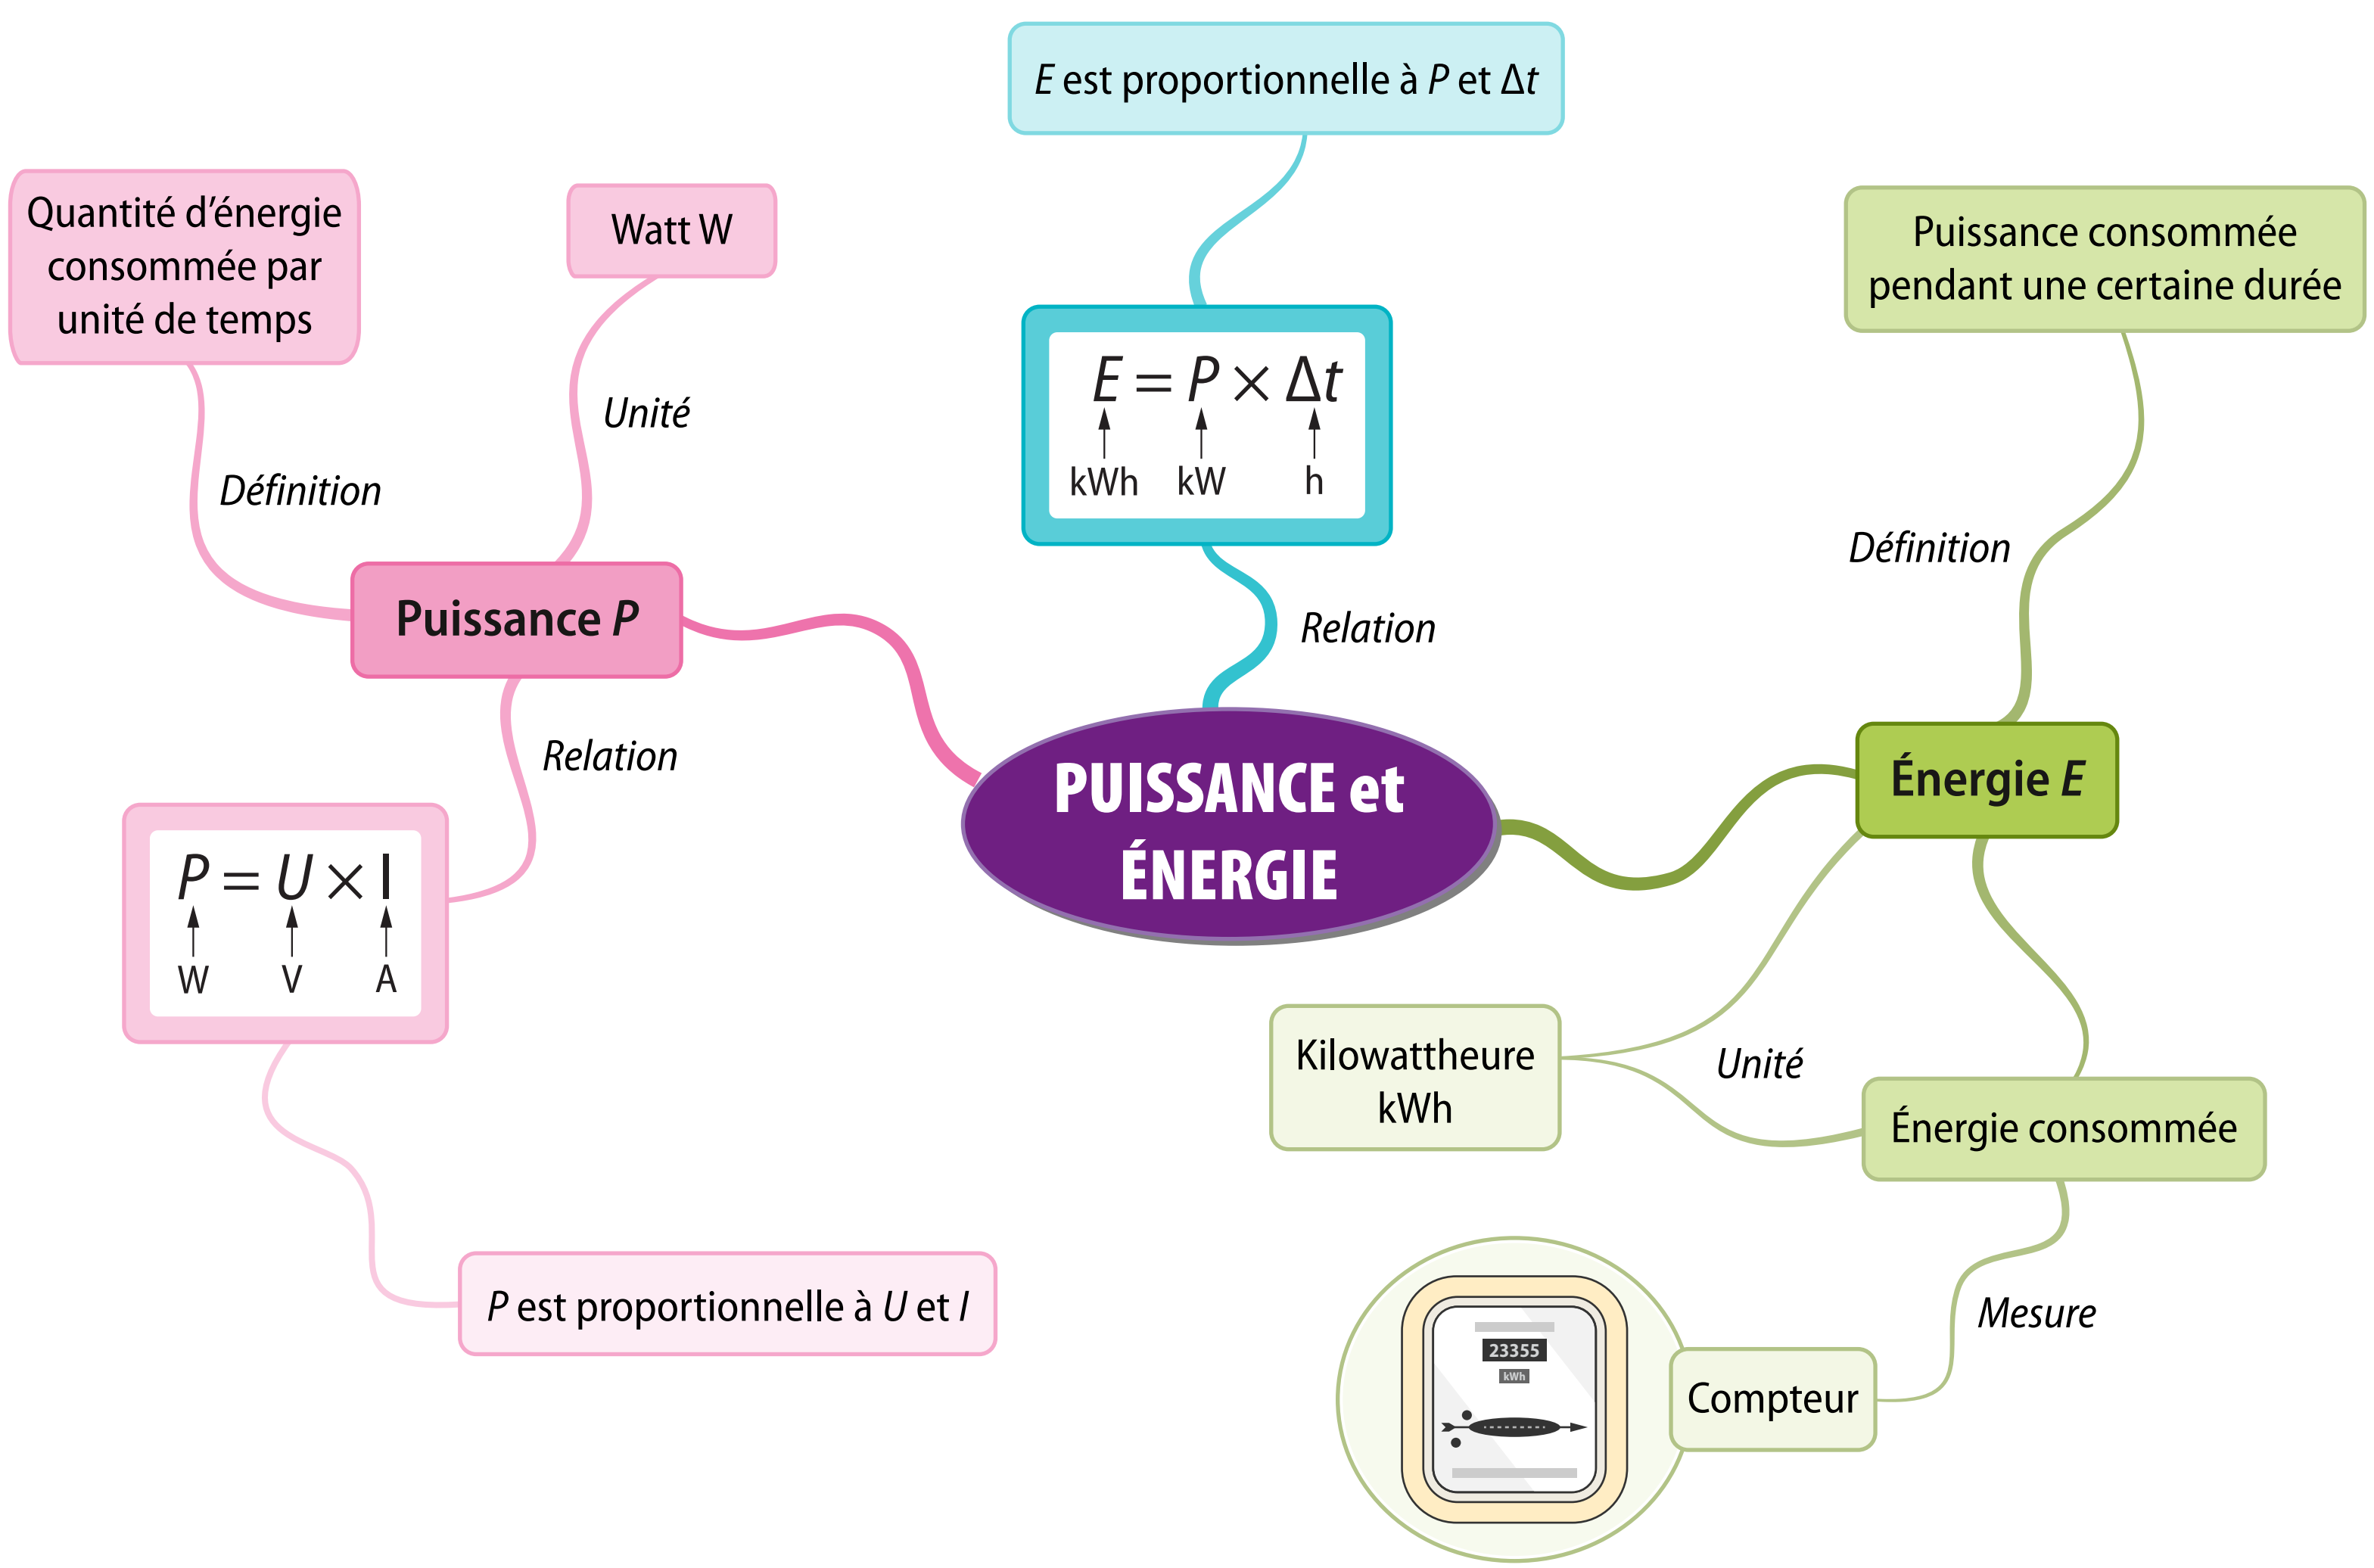 E est proportionnelle à P et Δt
Quantité d’énergie
consommée par
unité de temps
Watt W
Puissance consommée
pendant une certaine durée
E = P × Δt
kWh kW h
Unité
Définition
Définition
Puissance P
Relation
Relation
Énergie E
PUISSANCE et
ÉNERGIE
P = U × I
W V A
Kilowattheure
kWh
Unité
Énergie consommée
P est proportionnelle à U et I
Mesure
23355
kWh
Compteur